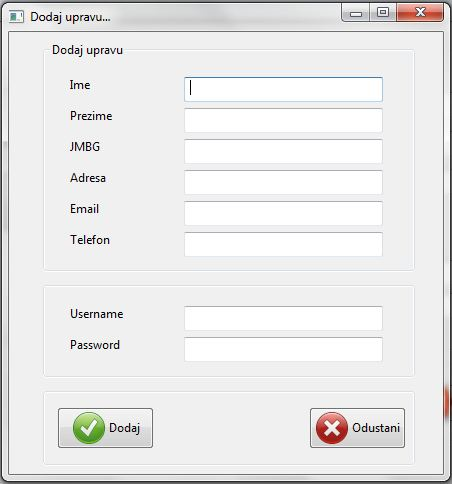 Dodaj upravu...
Dodaj upravu
Ime
Prezime
JMBG
Adresa
Email
Telefon
Username
Password
Dodaj
Odustani